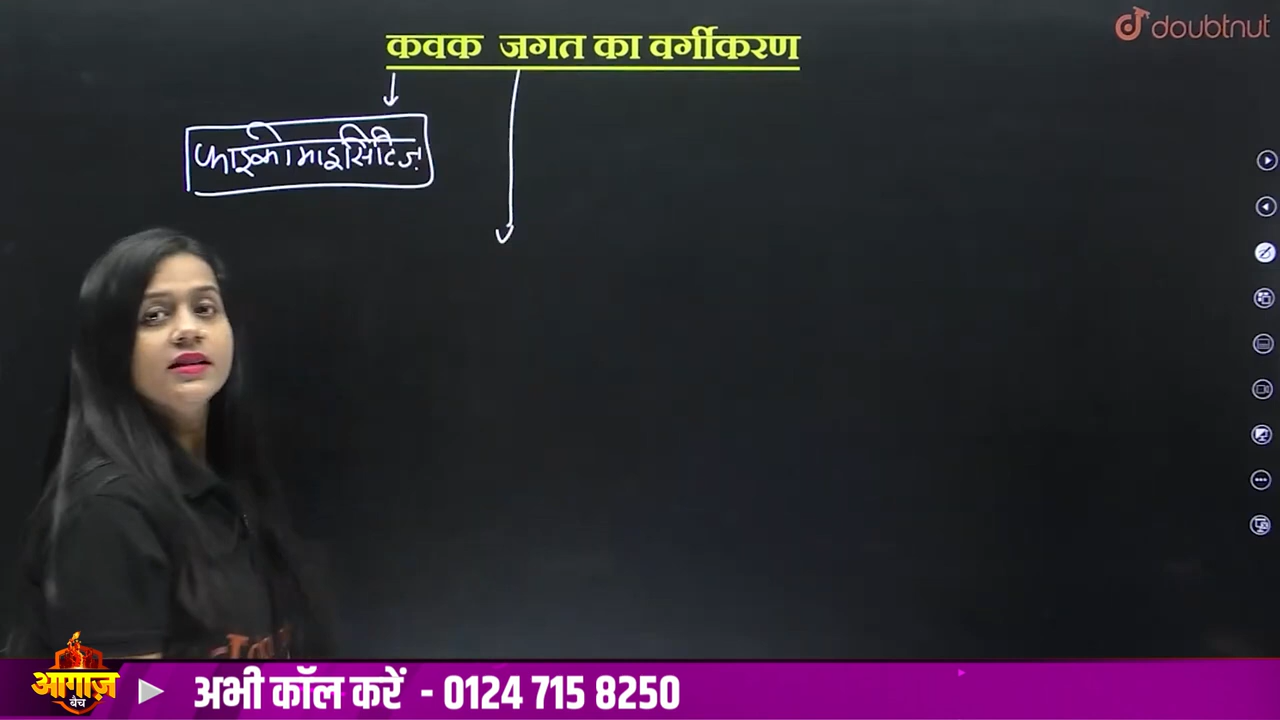 doubtnut
कवक जगत का वर्गीकरण
फाइकोमाइसिटिज़
आगाज़
बैच
अभी कॉल करें - 0124 715 8250